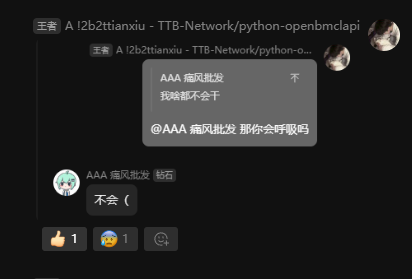 王者 A !2b2ttianxiu - TTB-Network/python-openbmclapi
王者 A !2b2ttianxiu - TTB-Network/python-o...
AAA 痛风批发
我啥都不会干
@AAA 痛风批发 那你会呼吸吗
AAA 痛风批发 钻石
不会（
1
1